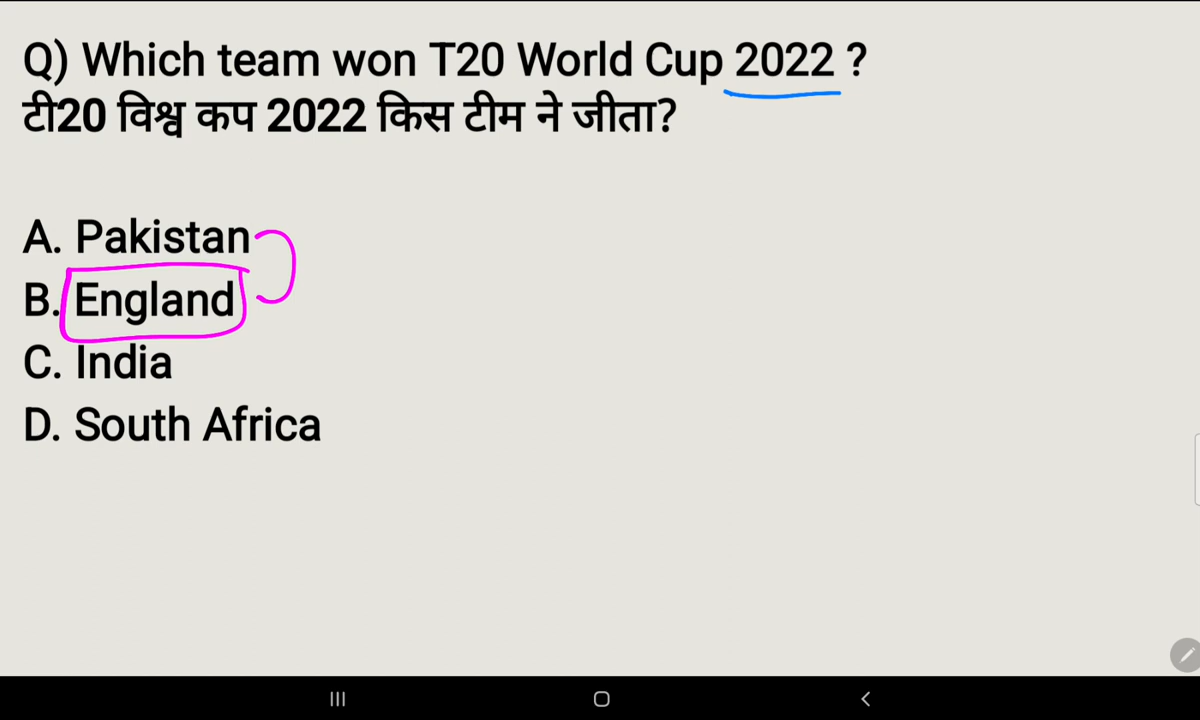 Q) Which team won T20 World Cup 2022 ?
टी20 विश्व कप 2022 किस टीम ने जीता?
A. Pakistan
B. England
C. India
D. South Africa